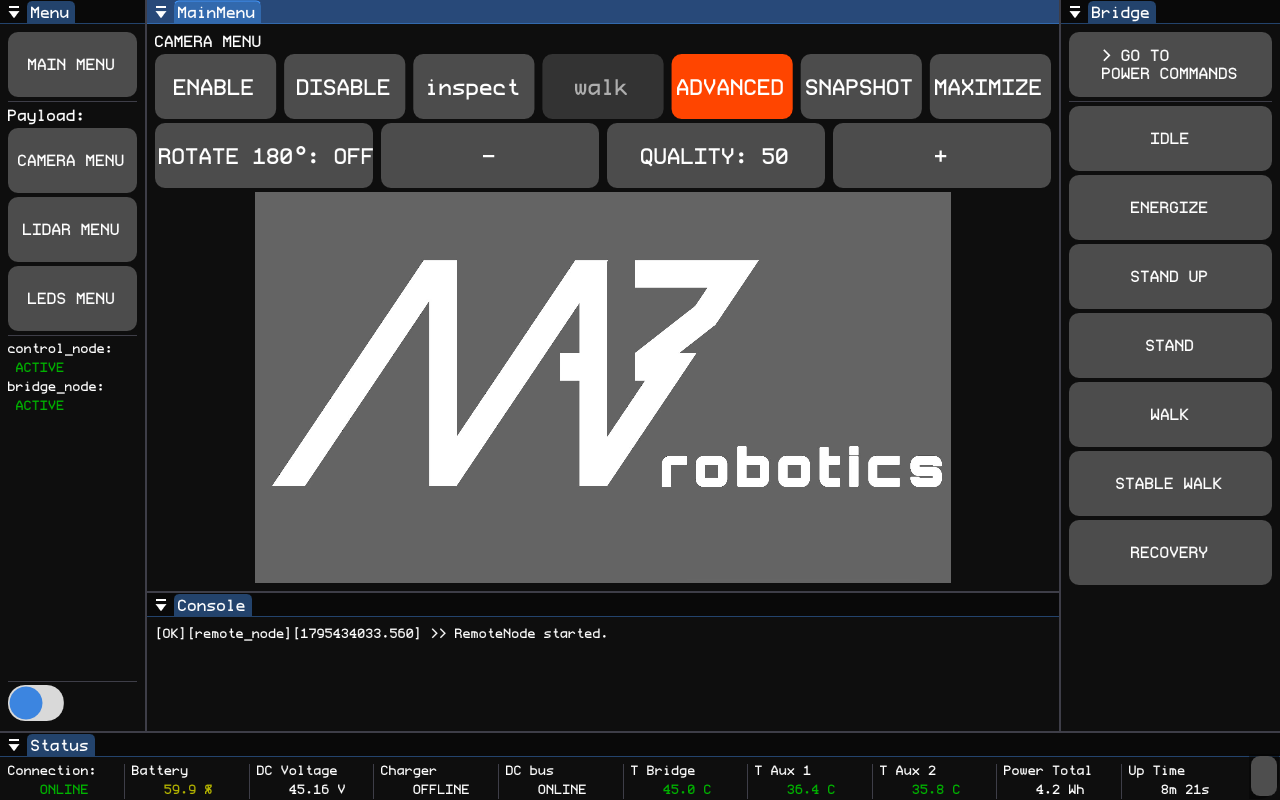 Menu
MAIN MENU
Payload:
CAMERA MENU
LIDAR MENU
LEDS MENU
control_node:
ACTIVE
bridge_node:
ACTIVE
MainMenu
CAMERA MENU
ENABLE DISABLE inspect walk ADVANCED SNAPSHOT MAXIMIZE
ROTATE 180°: OFF - QUALITY: 50 +
MAB
robotics
Console
[OK][remote_node][1795434033.560] >> RemoteNode started.
Bridge
> GO TO
POWER COMMANDS
IDLE
ENERGIZE
STAND UP
STAND
WALK
STABLE WALK
RECOVERY
Status
Connection: Battery DC Voltage Charger DC bus T Bridge T Aux 1 T Aux 2 Power Total Up Time
ONLINE 59.9 % 45.16 V OFFLINE ONLINE 45.0 C 36.4 C 35.8 C 4.2 Wh 8m 21s